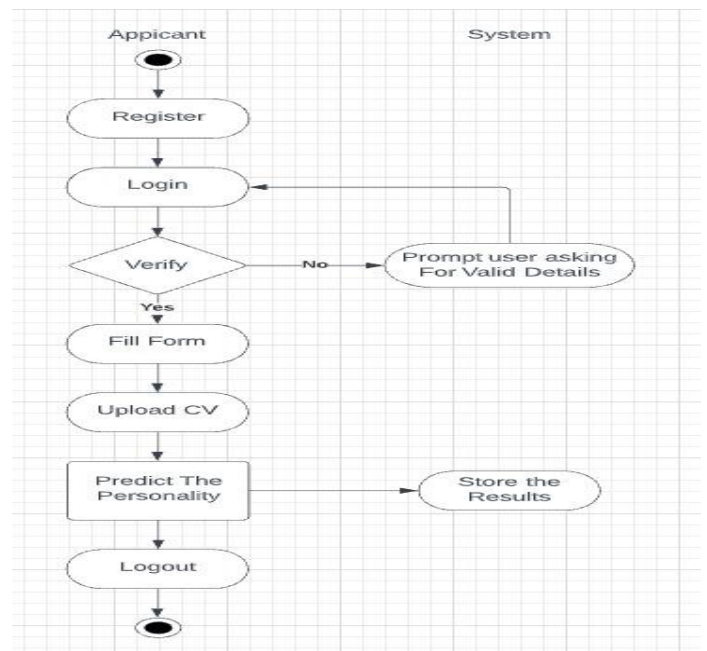 Appicant
System
Register
Login
Verify
No
Prompt user asking
For Valid Details
Yes
Fill Form
Upload CV
Predict The
Personality
Store the
Results
Logout